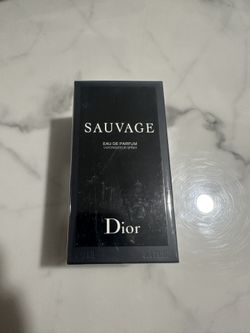 SAUVAGE
EAU DE PARFUM
VAPORISATEUR SPRAY
Dior